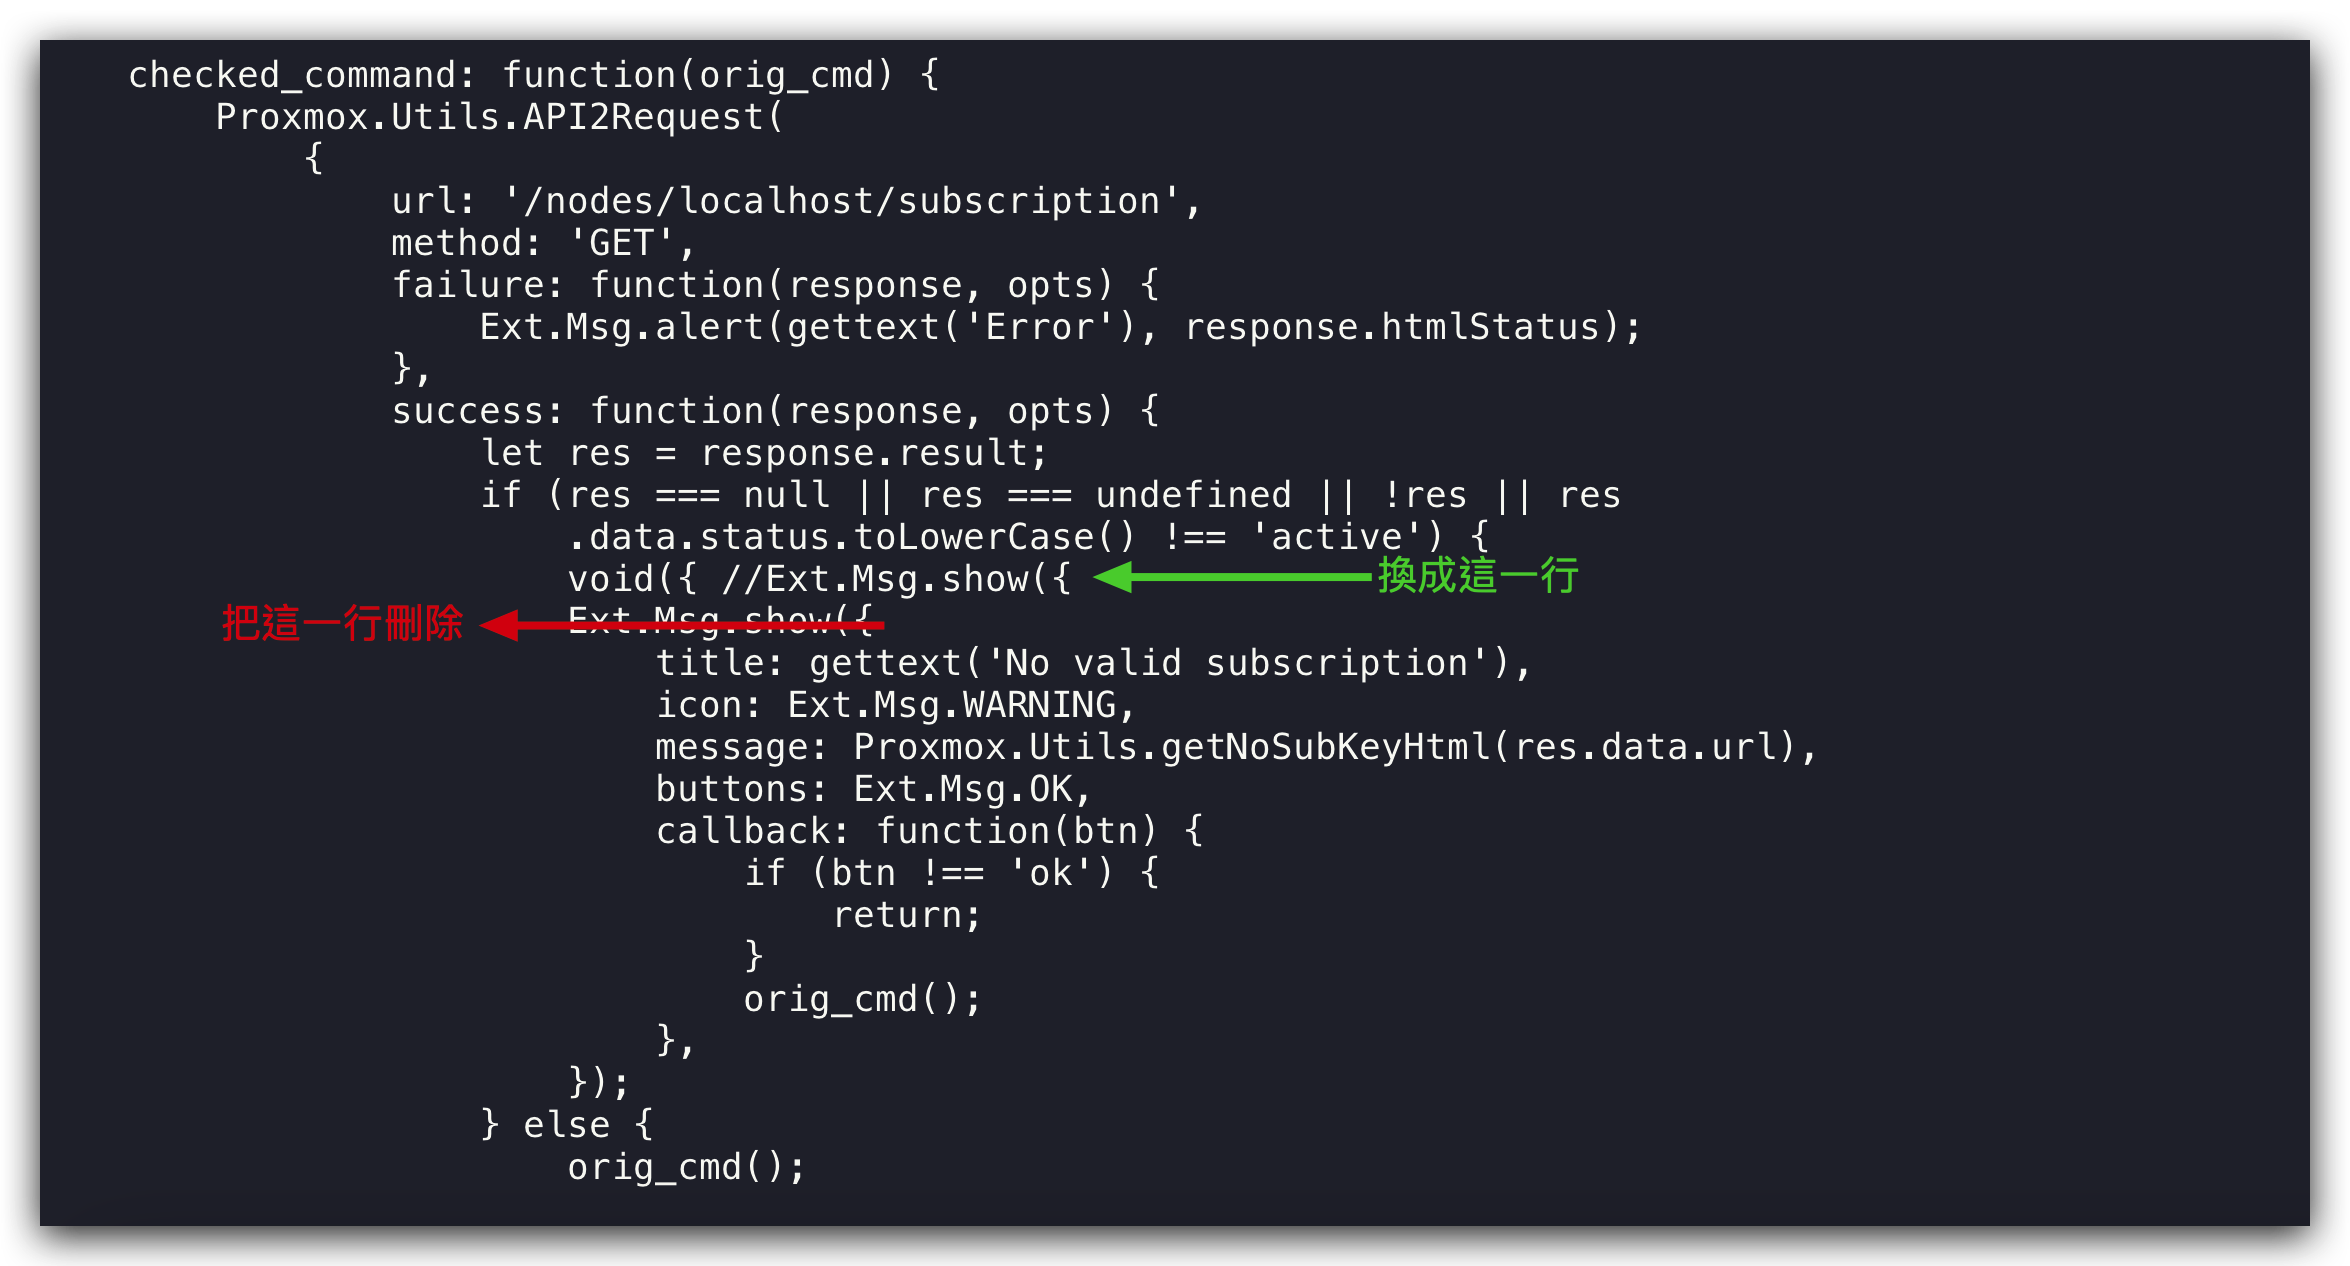 checked_command: function(orig_cmd) {
Proxmox.Utils.API2Request(
{
url: '/nodes/localhost/subscription',
method: 'GET',
failure: function(response, opts) {
Ext.Msg.alert(gettext('Error'), response.htmlStatus);
},
success: function(response, opts) {
let res = response.result;
if (res === null || res === undefined || !res || res
.data.status.toLowerCase() !== 'active') {
void({ //Ext.Msg.show({ 換成這一行
把這一行刪除 Ext.Msg.show({
title: gettext('No valid subscription'),
icon: Ext.Msg.WARNING,
message: Proxmox.Utils.getNoSubKeyHtml(res.data.url),
buttons: Ext.Msg.OK,
callback: function(btn) {
if (btn !== 'ok') {
return;
}
orig_cmd();
},
});
} else {
orig_cmd();